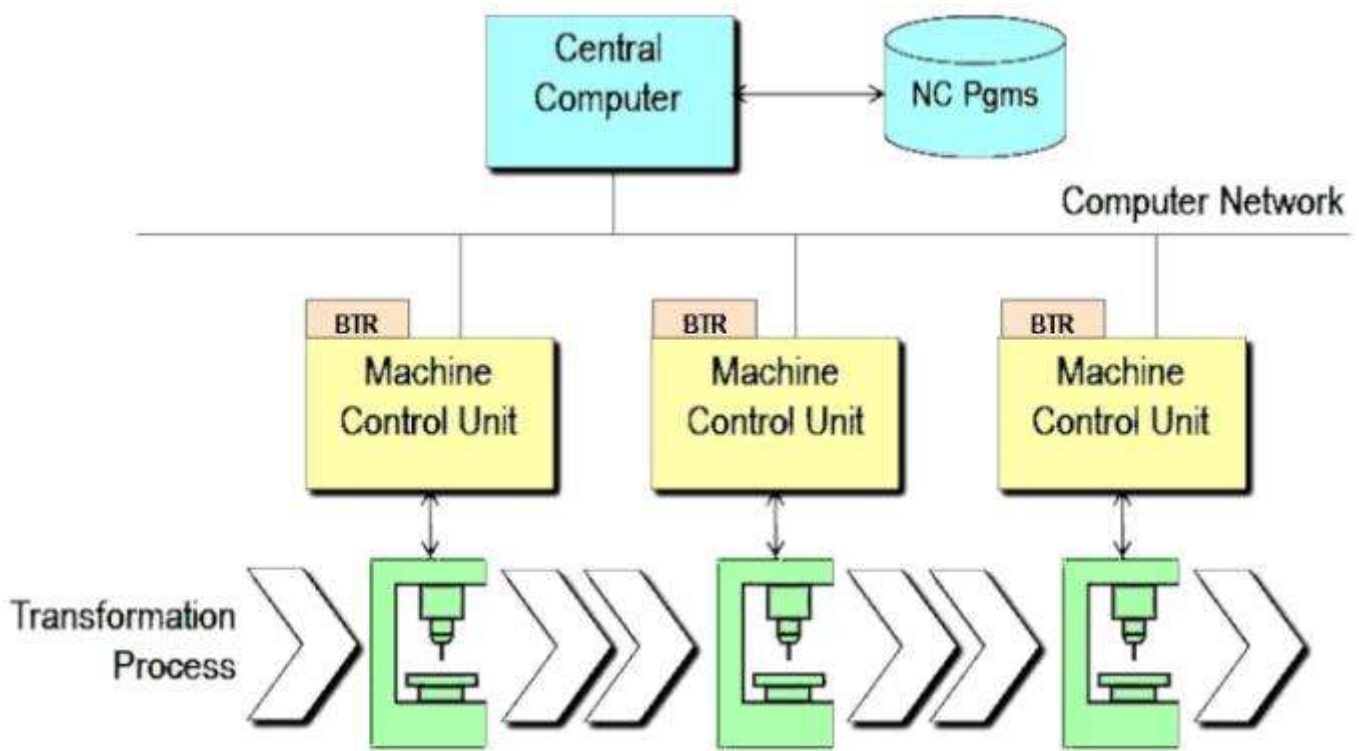 Central
Computer
NC Pgms
Computer Network
BTR
BTR
BTR
Machine
Control Unit
Machine
Control Unit
Machine
Control Unit
Transformation
Process